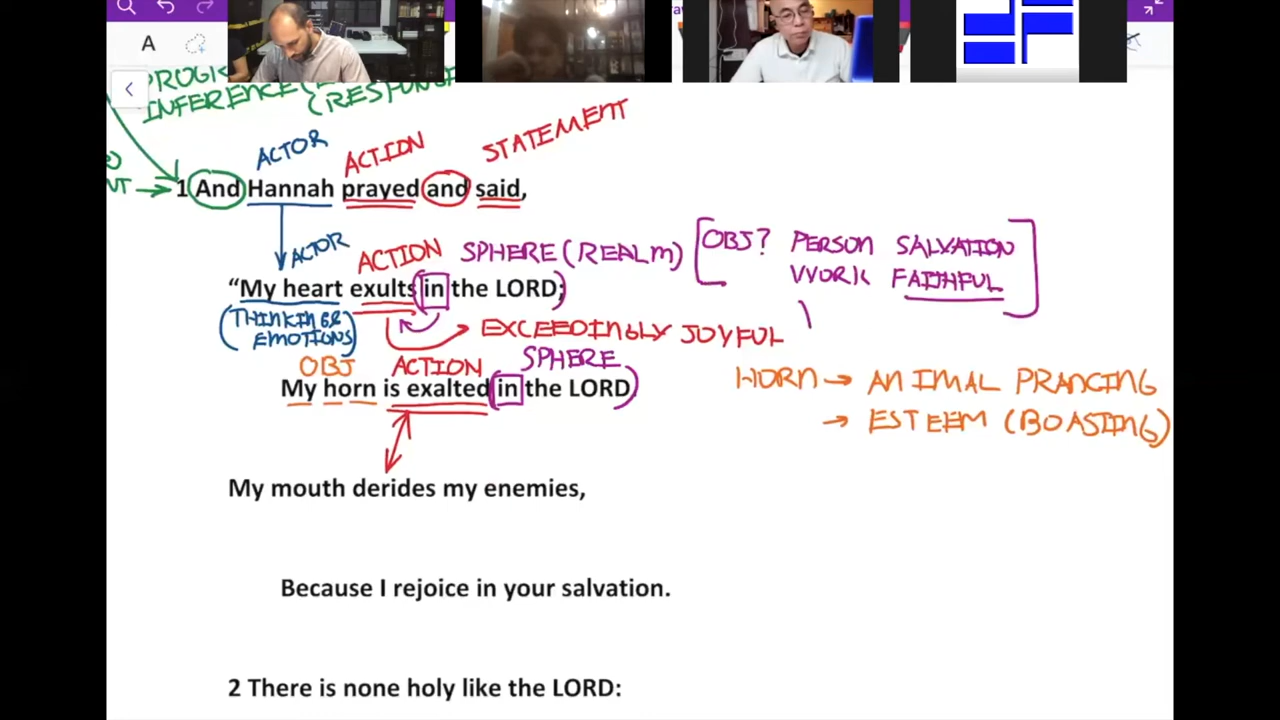 A
INFERENCE
(RESPONSE
ACTOR ACTION STATEMENT
1 And Hannah prayed and said,
ACTOR ACTION SPHERE (REALM) OBJ? PERSON SALVATION
WORK FAITHFUL
“My heart exults in the LORD;
(THINKING & EMOTIONS) EXCEEDINGLY JOYFUL
OBJ ACTION SPHERE
My horn is exalted in the LORD. HORN → ANIMAL PRANCING
→ ESTEEM (BOASTING)
My mouth derides my enemies,
Because I rejoice in your salvation.
2 There is none holy like the LORD: